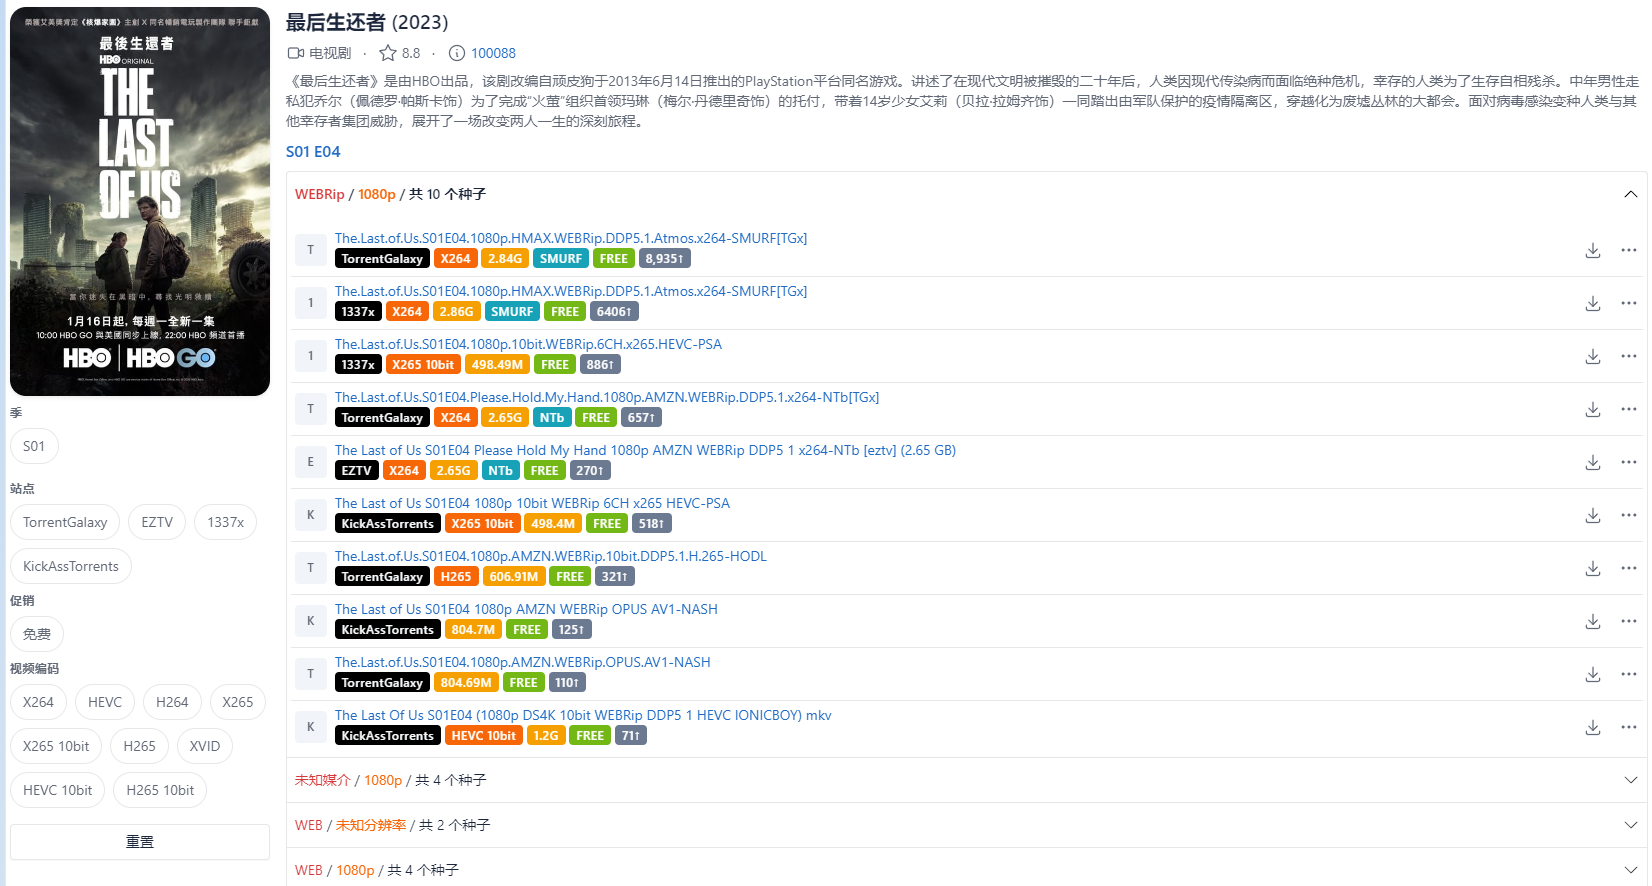 榮獲艾美獎肯定《核爆家園》主創 X 同名暢銷電玩製作團隊 聯手鉅獻
最後生還者
HBO ORIGINAL
THE
LAST
OF US
當你迷失在黑暗中，尋找光明救贖
1月16日起, 每週一全新一集
10:00 HBO GO 與美國同步上線, 22:00 HBO 頻道首播
HBO | HBO GO
季
S01
站点
TorrentGalaxy EZTV 1337x
KickAssTorrents
促销
免费
视频编码
X264 HEVC H264 X265
X265 10bit H265 XVID
HEVC 10bit H265 10bit
重置
最后生还者 (2023)
电视剧 · 8.8 · 100088
《最后生还者》是由HBO出品，该剧改编自顽皮狗于2013年6月14日推出的PlayStation平台同名游戏。讲述了在现代文明被摧毁的二十年后，人类因现代传染病而面临绝种危机，幸存的人类为了生存自相残杀。中年男性走
私犯乔尔（佩德罗·帕斯卡饰）为了完成“火萤”组织首领玛琳（梅尔·丹德里奇饰）的托付，带着14岁少女艾莉（贝拉·拉姆齐饰）一同踏出由军队保护的疫情隔离区，穿越化为废墟丛林的大都会。面对病毒感染变种人类与其
他幸存者集团威胁，展开了一场改变两人一生的深刻旅程。
S01 E04
WEBRip / 1080p / 共 10 个种子
T
The.Last.of.Us.S01E04.1080p.HMAX.WEBRip.DDP5.1.Atmos.x264-SMURF[TGx]
TorrentGalaxy X264 2.84G SMURF FREE 8,935↑
1
The.Last.of.Us.S01E04.1080p.HMAX.WEBRip.DDP5.1.Atmos.x264-SMURF[TGx]
1337x X264 2.86G SMURF FREE 6406↑
1
The.Last.of.Us.S01E04.1080p.10bit.WEBRip.6CH.x265.HEVC-PSA
1337x X265 10bit 498.49M FREE 886↑
T
The.Last.of.Us.S01E04.Please.Hold.My.Hand.1080p.AMZN.WEBRip.DDP5.1.x264-NTb[TGx]
TorrentGalaxy X264 2.65G NTb FREE 657↑
E
The Last of Us S01E04 Please Hold My Hand 1080p AMZN WEBRip DDP5 1 x264-NTb [eztv] (2.65 GB)
EZTV X264 2.65G NTb FREE 270↑
K
The Last of Us S01E04 1080p 10bit WEBRip 6CH x265 HEVC-PSA
KickAssTorrents X265 10bit 498.4M FREE 518↑
T
The.Last.of.Us.S01E04.1080p.AMZN.WEBRip.10bit.DDP5.1.H.265-HODL
TorrentGalaxy H265 606.91M FREE 321↑
K
The Last of Us S01E04 1080p AMZN WEBRip OPUS AV1-NASH
KickAssTorrents 804.7M FREE 125↑
T
The.Last.of.Us.S01E04.1080p.AMZN.WEBRip.OPUS.AV1-NASH
TorrentGalaxy 804.69M FREE 110↑
K
The Last Of Us S01E04 (1080p DS4K 10bit WEBRip DDP5 1 HEVC IONICBOY) mkv
KickAssTorrents HEVC 10bit 1.2G FREE 71↑
未知媒介 / 1080p / 共 4 个种子
WEB / 未知分辨率 / 共 2 个种子
WEB / 1080p / 共 4 个种子